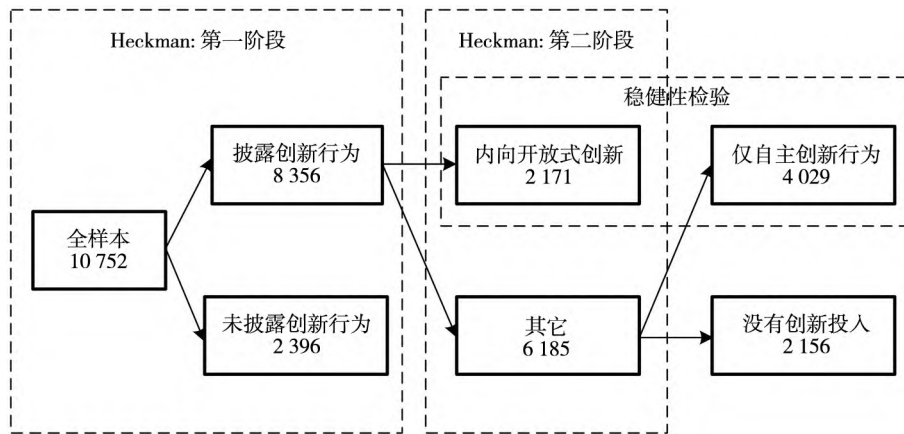 Heckman: 第一阶段
Heckman: 第二阶段
稳健性检验
披露创新行为
8 356
内向开放式创新
2 171
仅自主创新行为
4 029
全样本
10 752
未披露创新行为
2 396
其它
6 185
没有创新投入
2 156